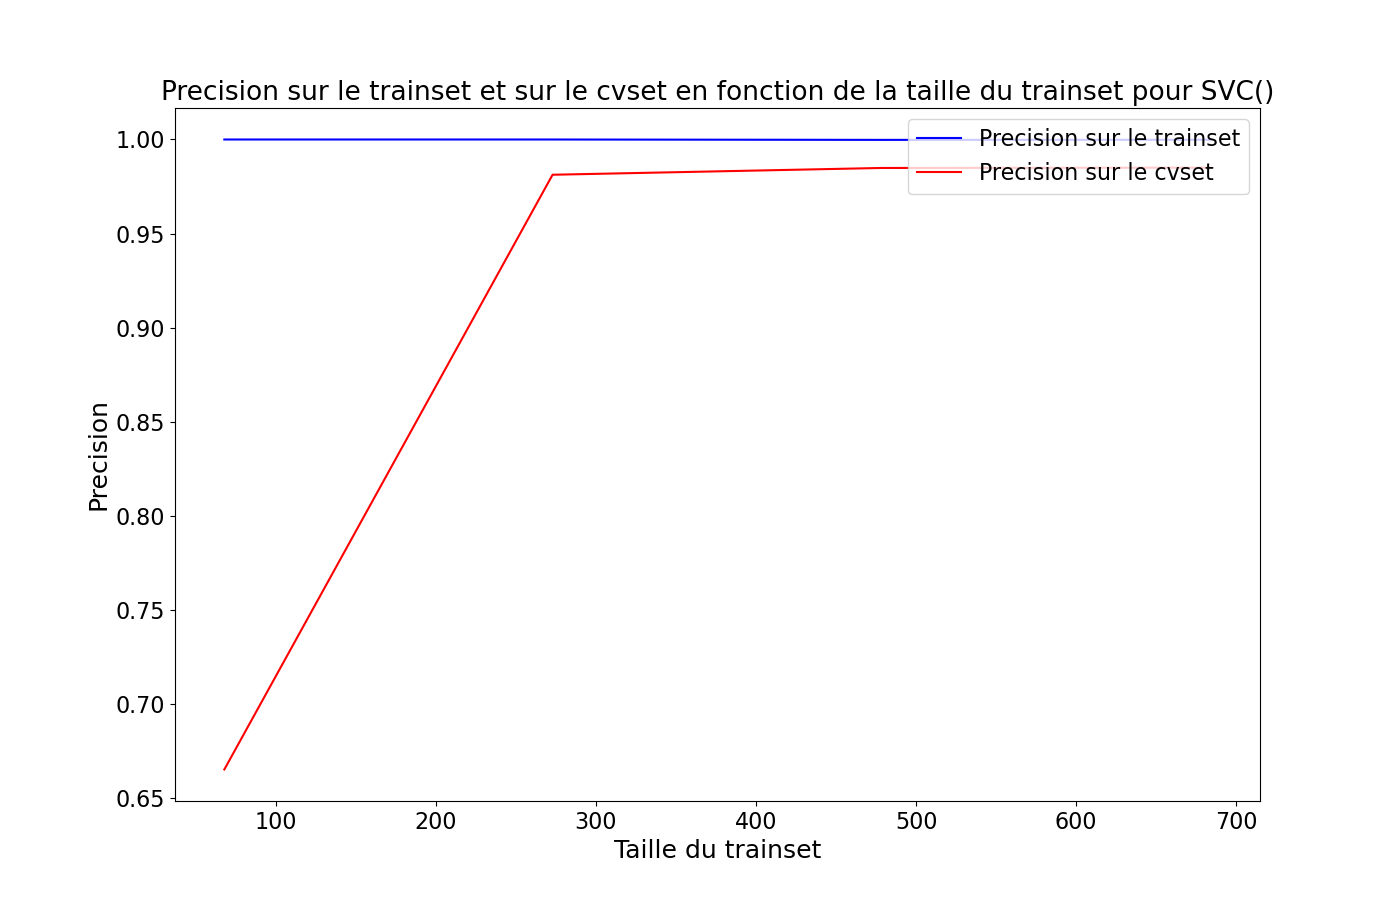 Precision sur le trainset et sur le cvset en fonction de la taille du trainset pour SVC()
Precision sur le trainset
Precision sur le cvset
1.00
0.95
0.90
0.85
0.80
0.75
0.70
0.65
Precision
100 200 300 400 500 600 700
Taille du trainset